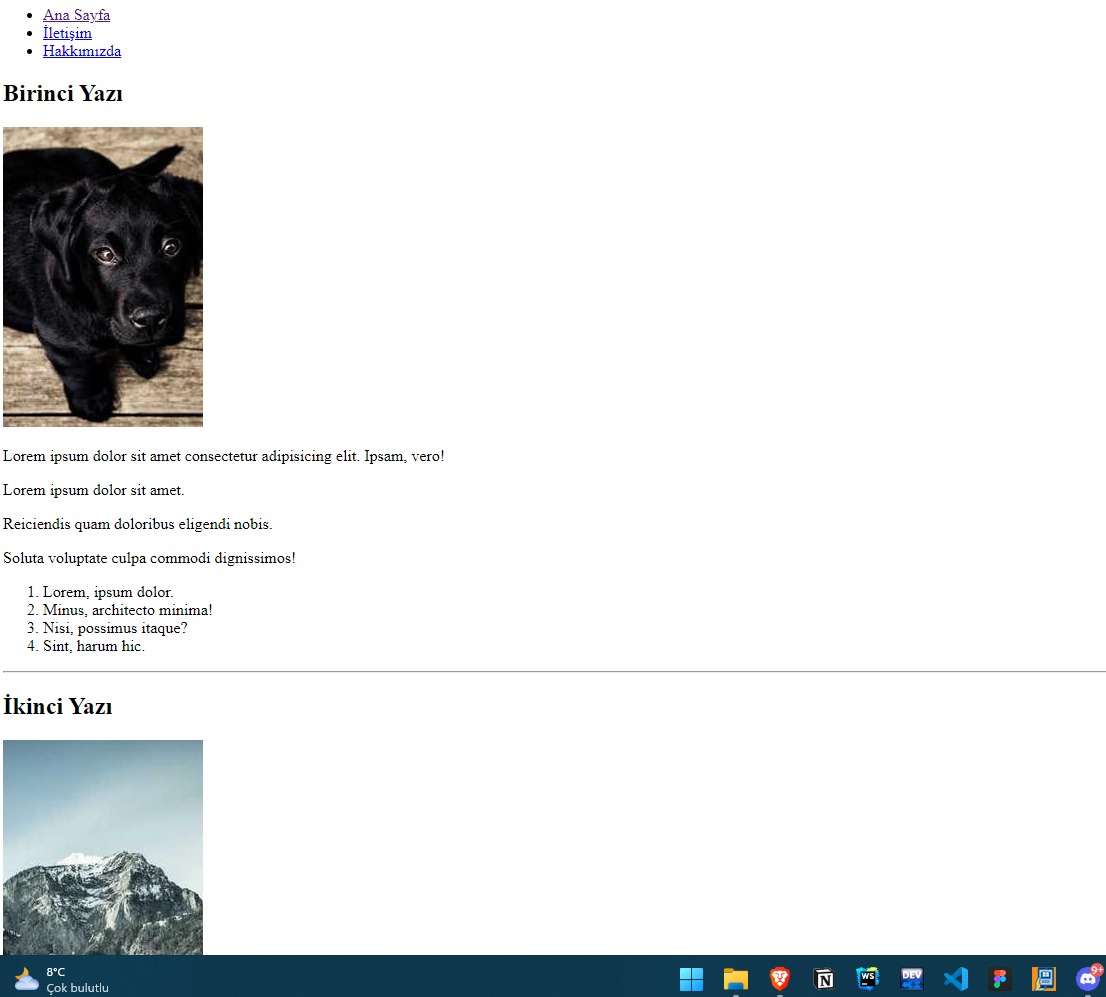 Ana Sayfa
İletişim
Hakkımızda
Birinci Yazı
Lorem ipsum dolor sit amet consectetur adipisicing elit. Ipsam, vero!
Lorem ipsum dolor sit amet.
Reiciendis quam doloribus eligendi nobis.
Soluta voluptate culpa commodi dignissimos!
1. Lorem, ipsum dolor.
2. Minus, architecto minima!
3. Nisi, possimus itaque?
4. Sint, harum hic.
İkinci Yazı
8°C
Çok bulutlu
WS
DEV
9+